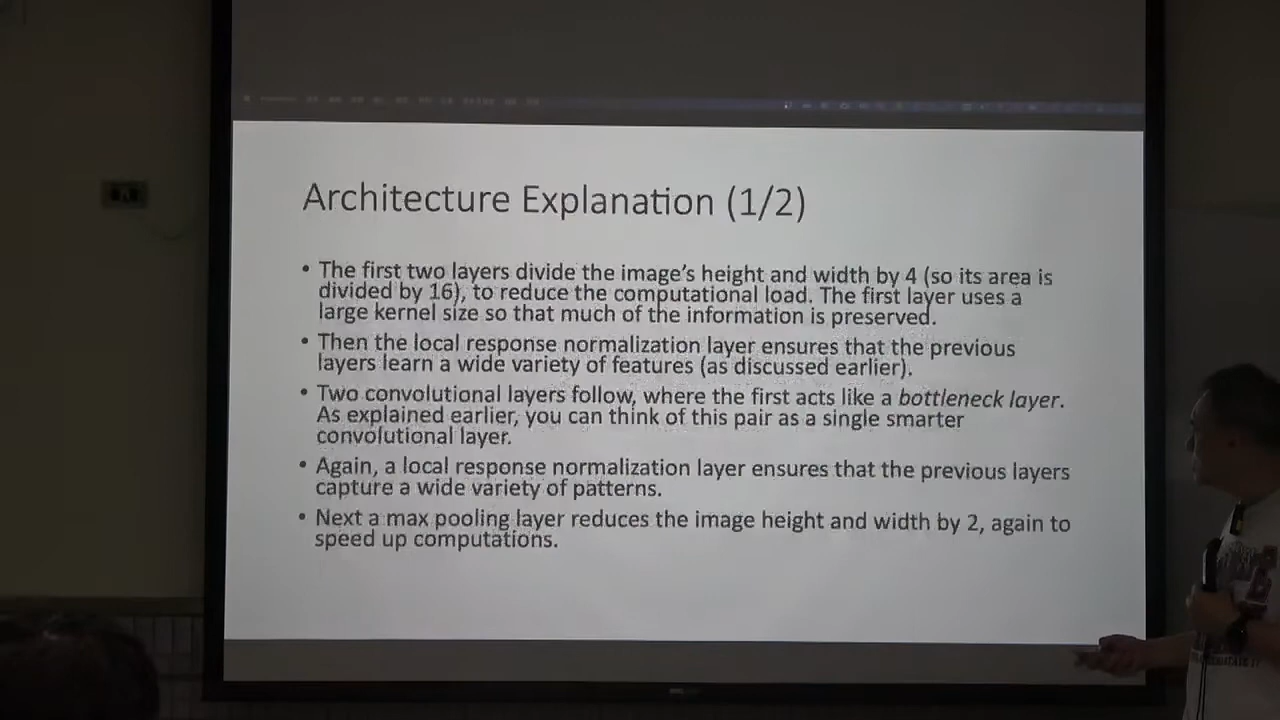 Architecture Explanation (1/2)
• The first two layers divide the image's height and width by 4 (so its area is
divided by 16), to reduce the computational load. The first layer uses a
large kernel size so that much of the information is preserved.
• Then the local response normalization layer ensures that the previous
layers learn a wide variety of features (as discussed earlier).
• Two convolutional layers follow, where the first acts like a bottleneck layer.
As explained earlier, you can think of this pair as a single smarter
convolutional layer.
• Again, a local response normalization layer ensures that the previous layers
capture a wide variety of patterns.
• Next a max pooling layer reduces the image height and width by 2, again to
speed up computations.